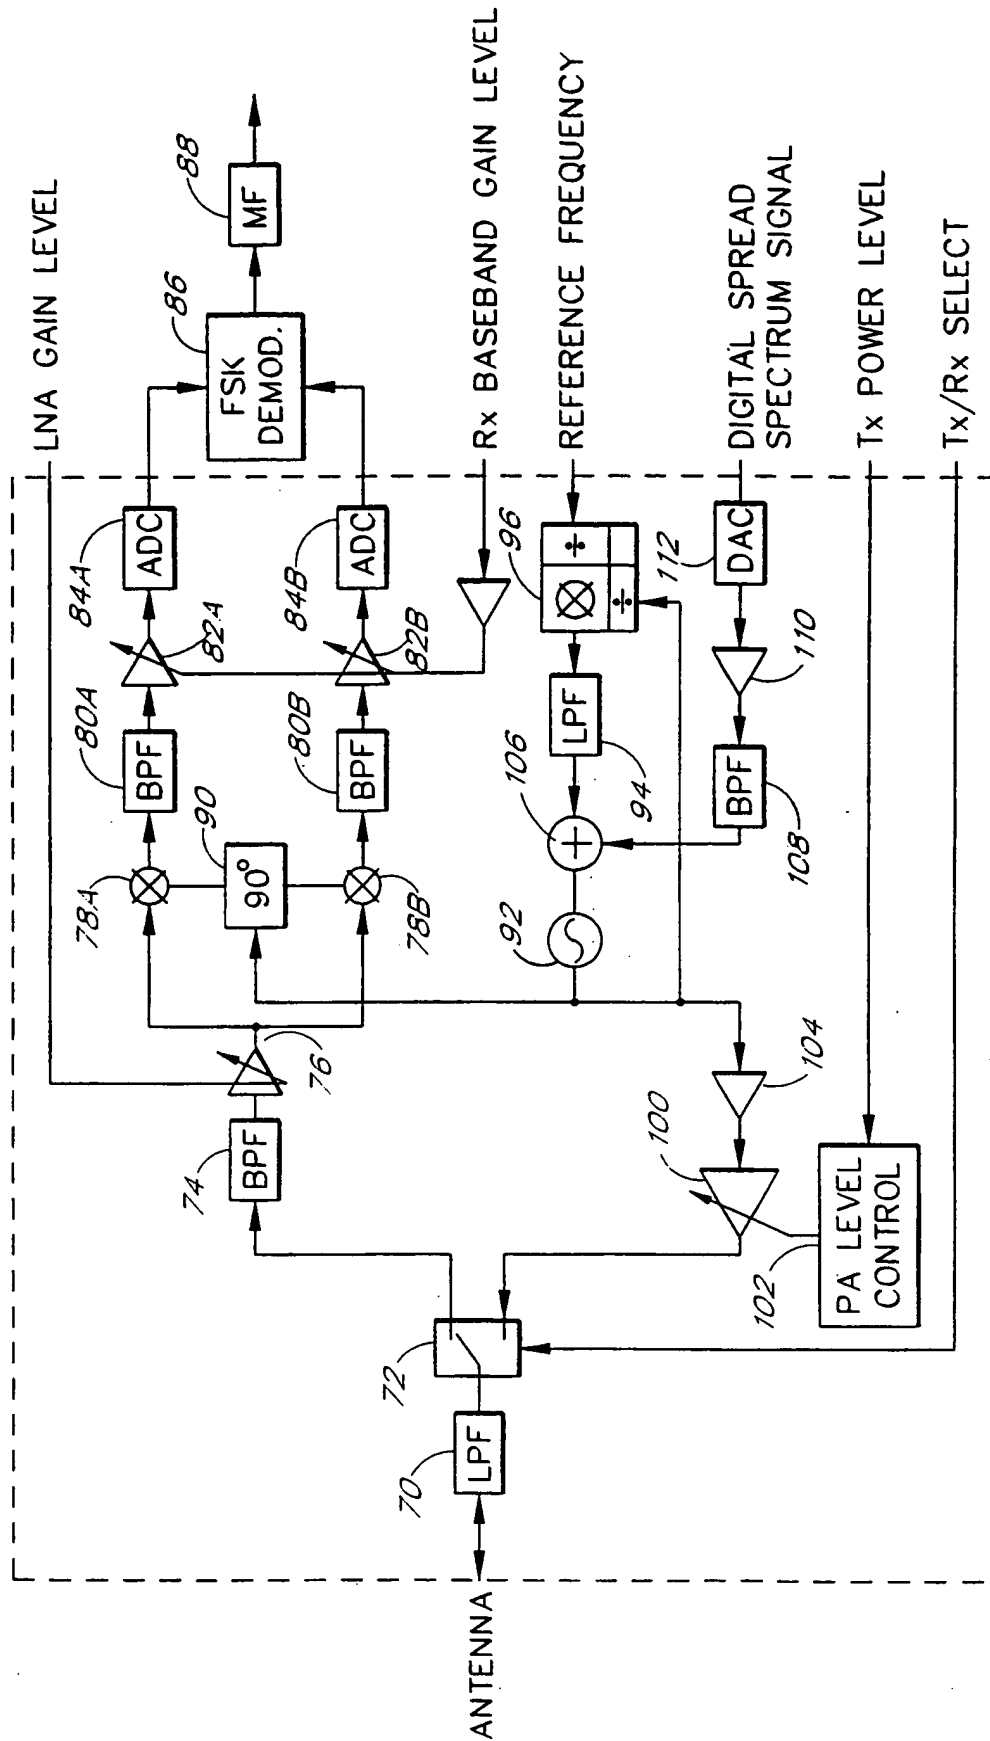 LNA GAIN LEVEL
84A
ADC
82A
80A
BPF
78A
86
FSK
DEMOD.
88
MF
90
90°
84B
ADC
82B
80B
BPF
78B
Rx BASEBAND GAIN LEVEL
74
BPF
76
REFERENCE FREQUENCY
96
÷
÷
LPF
94
106
+
92
DIGITAL SPREAD
SPECTRUM SIGNAL
112
DAC
110
BPF
108
104
100
ANTENNA
70
LPF
72
Tx POWER LEVEL
102
PA LEVEL
CONTROL
Tx/Rx SELECT